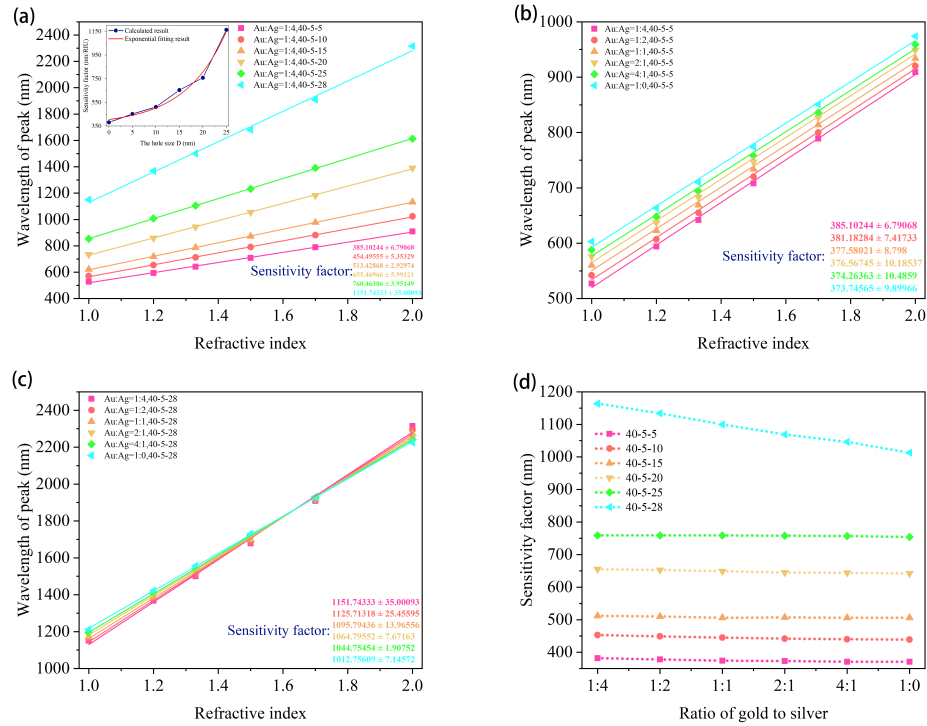 (a)
1150
950
750
550
350
Sensitivity factor (nm/RIU)
Calculated result
Exponential fitting result
0 5 10 15 20 25
The hole size D (nm)
Au:Ag=1:4,40-5-5
Au:Ag=1:4,40-5-10
Au:Ag=1:4,40-5-15
Au:Ag=1:4,40-5-20
Au:Ag=1:4,40-5-25
Au:Ag=1:4,40-5-28
2400
2200
2000
1800
1600
1400
1200
1000
800
600
400
Wavelength of peak (nm)
Sensitivity factor:
385.10244 ± 6.79068
454.49555 ± 5.35329
513.42868 ± 2.92974
655.46966 ± 5.99121
760.46386 ± 3.95149
1151.74333 ± 35.00093
1.0 1.2 1.4 1.6 1.8 2.0
Refractive index
(b)
Au:Ag=1:4,40-5-5
Au:Ag=1:2,40-5-5
Au:Ag=1:1,40-5-5
Au:Ag=2:1,40-5-5
Au:Ag=4:1,40-5-5
Au:Ag=1:0,40-5-5
1000
900
800
700
600
500
Wavelength of peak (nm)
Sensitivity factor:
385.10244 ± 6.79068
381.18284 ± 7.41733
377.58021 ± 8.798
376.56745 ± 10.18537
374.26363 ± 10.4859
373.74565 ± 9.89966
1.0 1.2 1.4 1.6 1.8 2.0
Refractive index
(c)
Au:Ag=1:4,40-5-28
Au:Ag=1:2,40-5-28
Au:Ag=1:1,40-5-28
Au:Ag=2:1,40-5-28
Au:Ag=4:1,40-5-28
Au:Ag=1:0,40-5-28
2400
2200
2000
1800
1600
1400
1200
1000
Wavelength of peak (nm)
Sensitivity factor:
1151.74333 ± 35.00093
1125.71318 ± 25.45595
1095.79436 ± 13.96556
1064.79552 ± 7.67163
1044.75454 ± 1.90752
1012.75609 ± 7.14572
1.0 1.2 1.4 1.6 1.8 2.0
Refractive index
(d)
1200
1100
1000
900
800
700
600
500
400
Sensitivity factor (nm)
40-5-5
40-5-10
40-5-15
40-5-20
40-5-25
40-5-28
1:4 1:2 1:1 2:1 4:1 1:0
Ratio of gold to silver